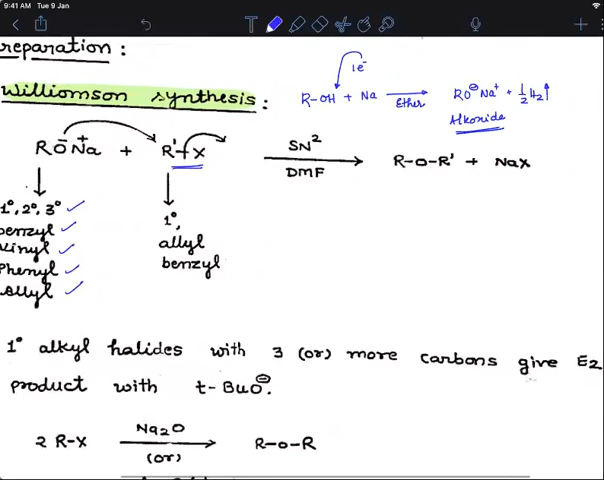 9:41 AM Tue 9 Jan
reparation :
1e⁻
R-OH + Na → Ether RO⊖ Na⁺ + ½H₂↑
Alkoxide
Williomson synthesis :
RO⁻Na⁺ + R'-X SN² DMF → R-O-R' + NaX
1°, 2°, 3° ✓
benzyl ✓
Vinyl ✓
Phenyl ✓
allyl ✓
1°,
allyl
benzyl
1° alkyl halides with 3 (or) more carbons give E2
product with t-BuO⊖.
2 R-X Na₂O (or) → R-O-R